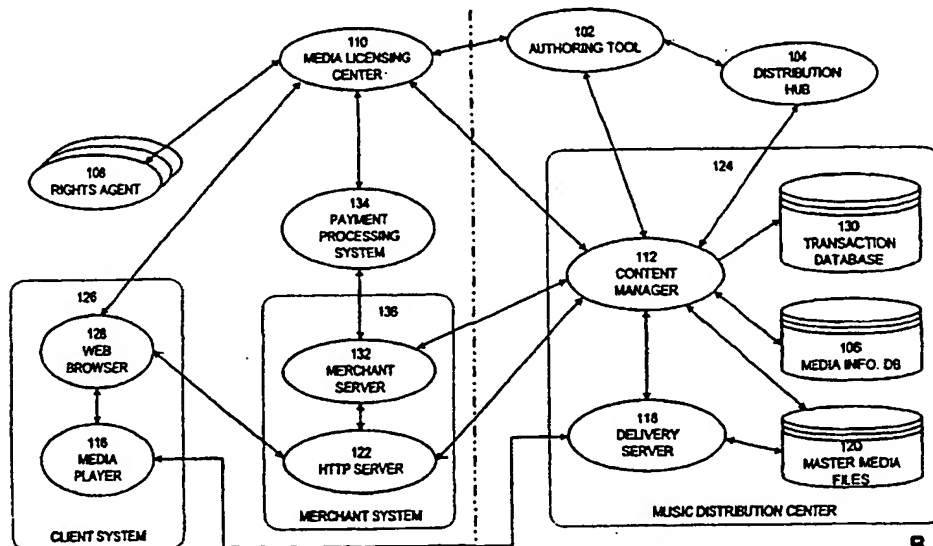 110
MEDIA LICENSING
CENTER
102
AUTHORING TOOL
104
DISTRIBUTION
HUB
108
RIGHTS AGENT
134
PAYMENT
PROCESSING
SYSTEM
124
130
TRANSACTION
DATABASE
112
CONTENT
MANAGER
126
128
WEB
BROWSER
136
132
MERCHANT
SERVER
106
MEDIA INFO. DB
116
MEDIA
PLAYER
122
HTTP SERVER
118
DELIVERY
SERVER
120
MASTER MEDIA
FILES
CLIENT SYSTEM
MERCHANT SYSTEM
MUSIC DISTRIBUTION CENTER